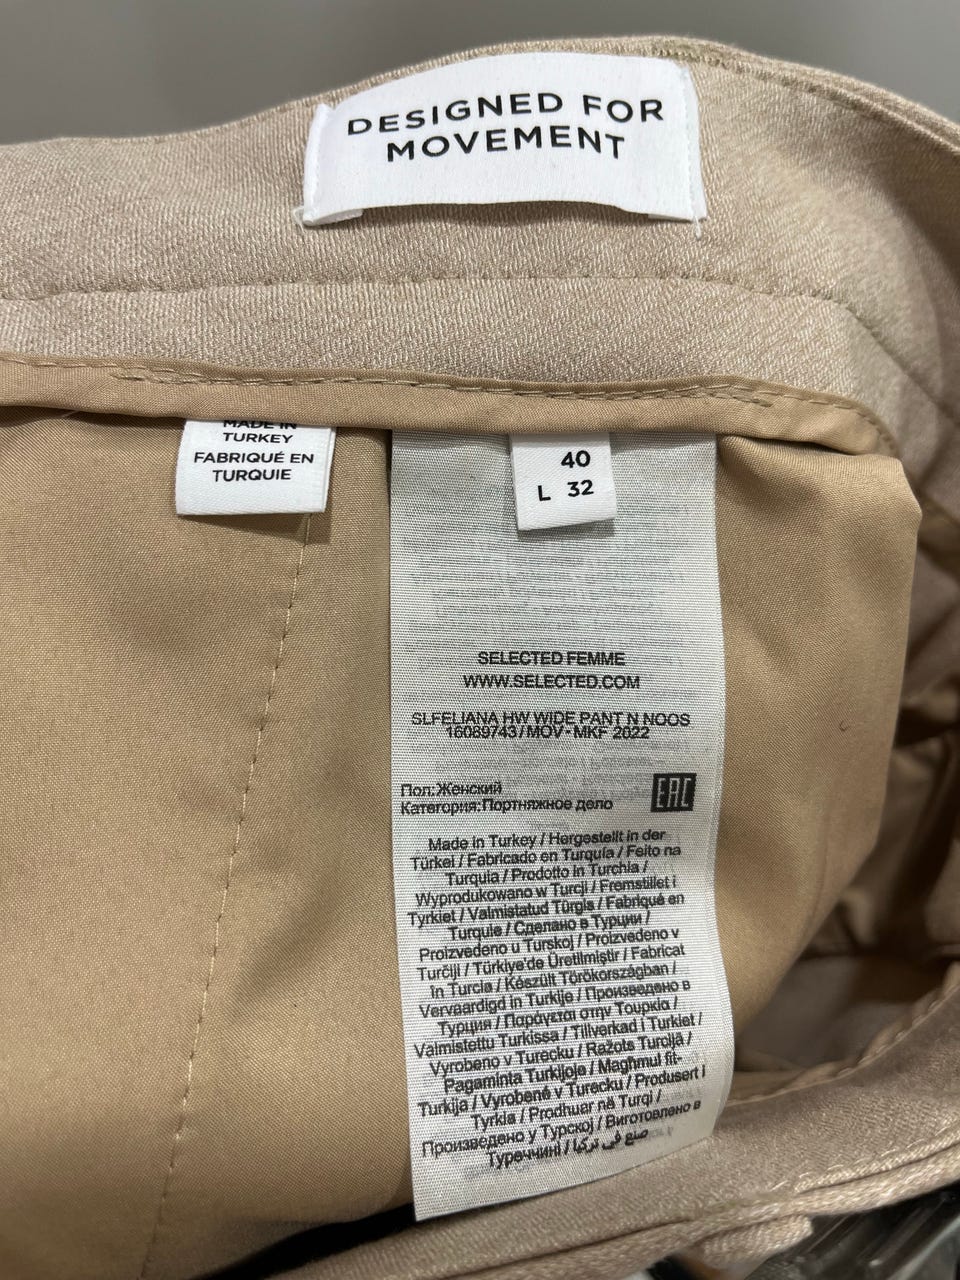 DESIGNED FOR
MOVEMENT
MADE IN
TURKEY
FABRIQUÉ EN
TURQUIE
40
L 32
SELECTED FEMME
WWW.SELECTED.COM
SLFELIANA HW WIDE PANT N NOOS
16089743/MOV-MKF 2022
Пол:Женский
Категория:Портняжное дело
EAC
Made in Turkey / Hergestellt in der
Türkei / Fabricado en Turquía / Feito na
Turquia / Prodotto in Turchia /
Wyprodukowano w Turcji / Fremstillet i
Tyrkiet / Valmistatud Türgis / Fabriqué en
Turquie / Сделано в Турции /
Proizvedeno u Turskoj / Proizvedeno v
Turčiji / Türkiye'de Üretilmiştir / Fabricat
în Turcia / Készült Törökországban /
Vervaardigd in Turkije / Произведено в
Турция / Παράγεται στην Τουρκία /
Valmistettu Turkissa / Tillverkad i Turkiet /
Vyrobeno v Turecku / Ražots Turcijā /
Pagaminta Turkijoje / Magħmul fit-
Turkija / Vyrobené v Turecku / Produsert i
Tyrkia / Prodhuar në Turqi /
Произведено у Турској / Виготовлено в
Туреччині / صنع في تركيا